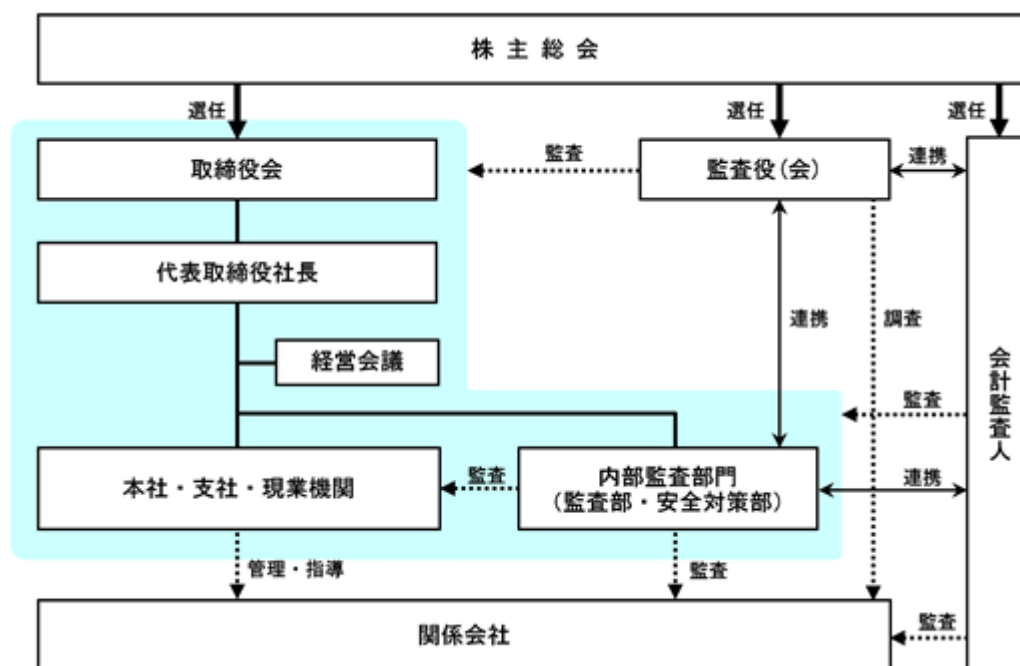 株主総会
選任
選任
選任
取締役会
監査
監査役(会)
連携
代表取締役社長
連携
調査
経営会議
会計監査人
監査
本社・支社・現業機関
監査
内部監査部門
(監査部・安全対策部)
連携
管理・指導
監査
関係会社
監査